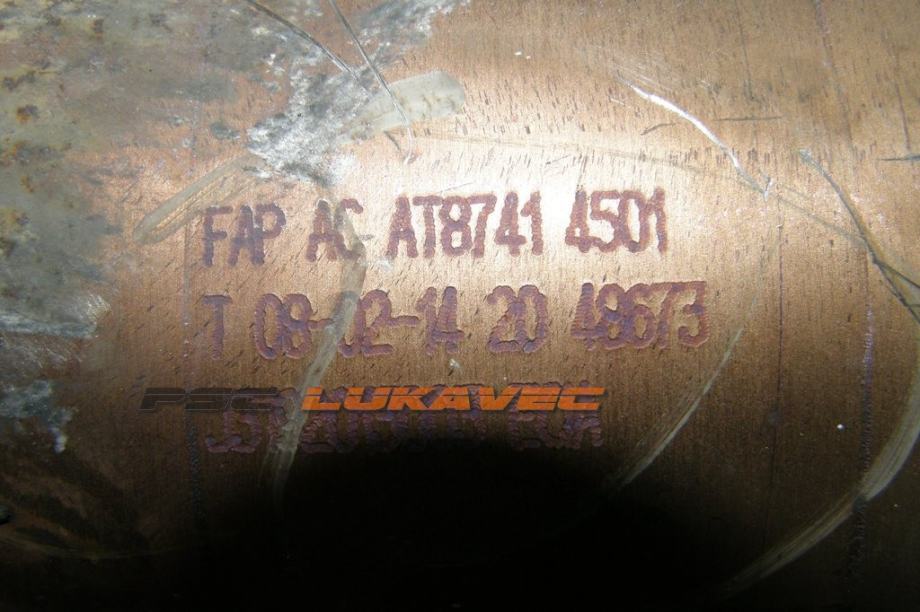 FAP AC AT8741 4501
T 08-02-14 20 48673
PSC LUKAVEC